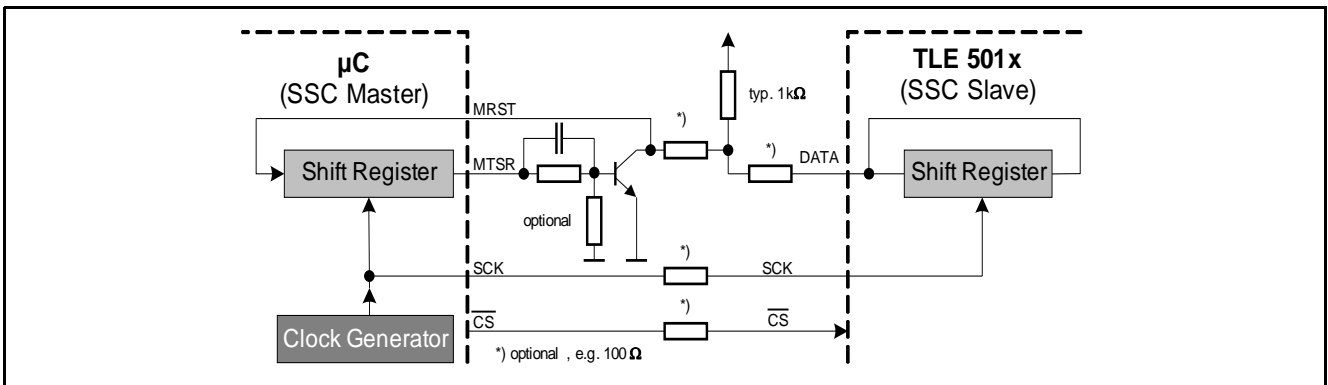 µC
(SSC Master)
TLE 501x
(SSC Slave)
typ. 1kΩ
MRST
*)
*)
DATA
MTSR
Shift Register
Shift Register
optional
SCK
*)
SCK
CS
*)
CS
Clock Generator
*) optional , e.g. 100 Ω